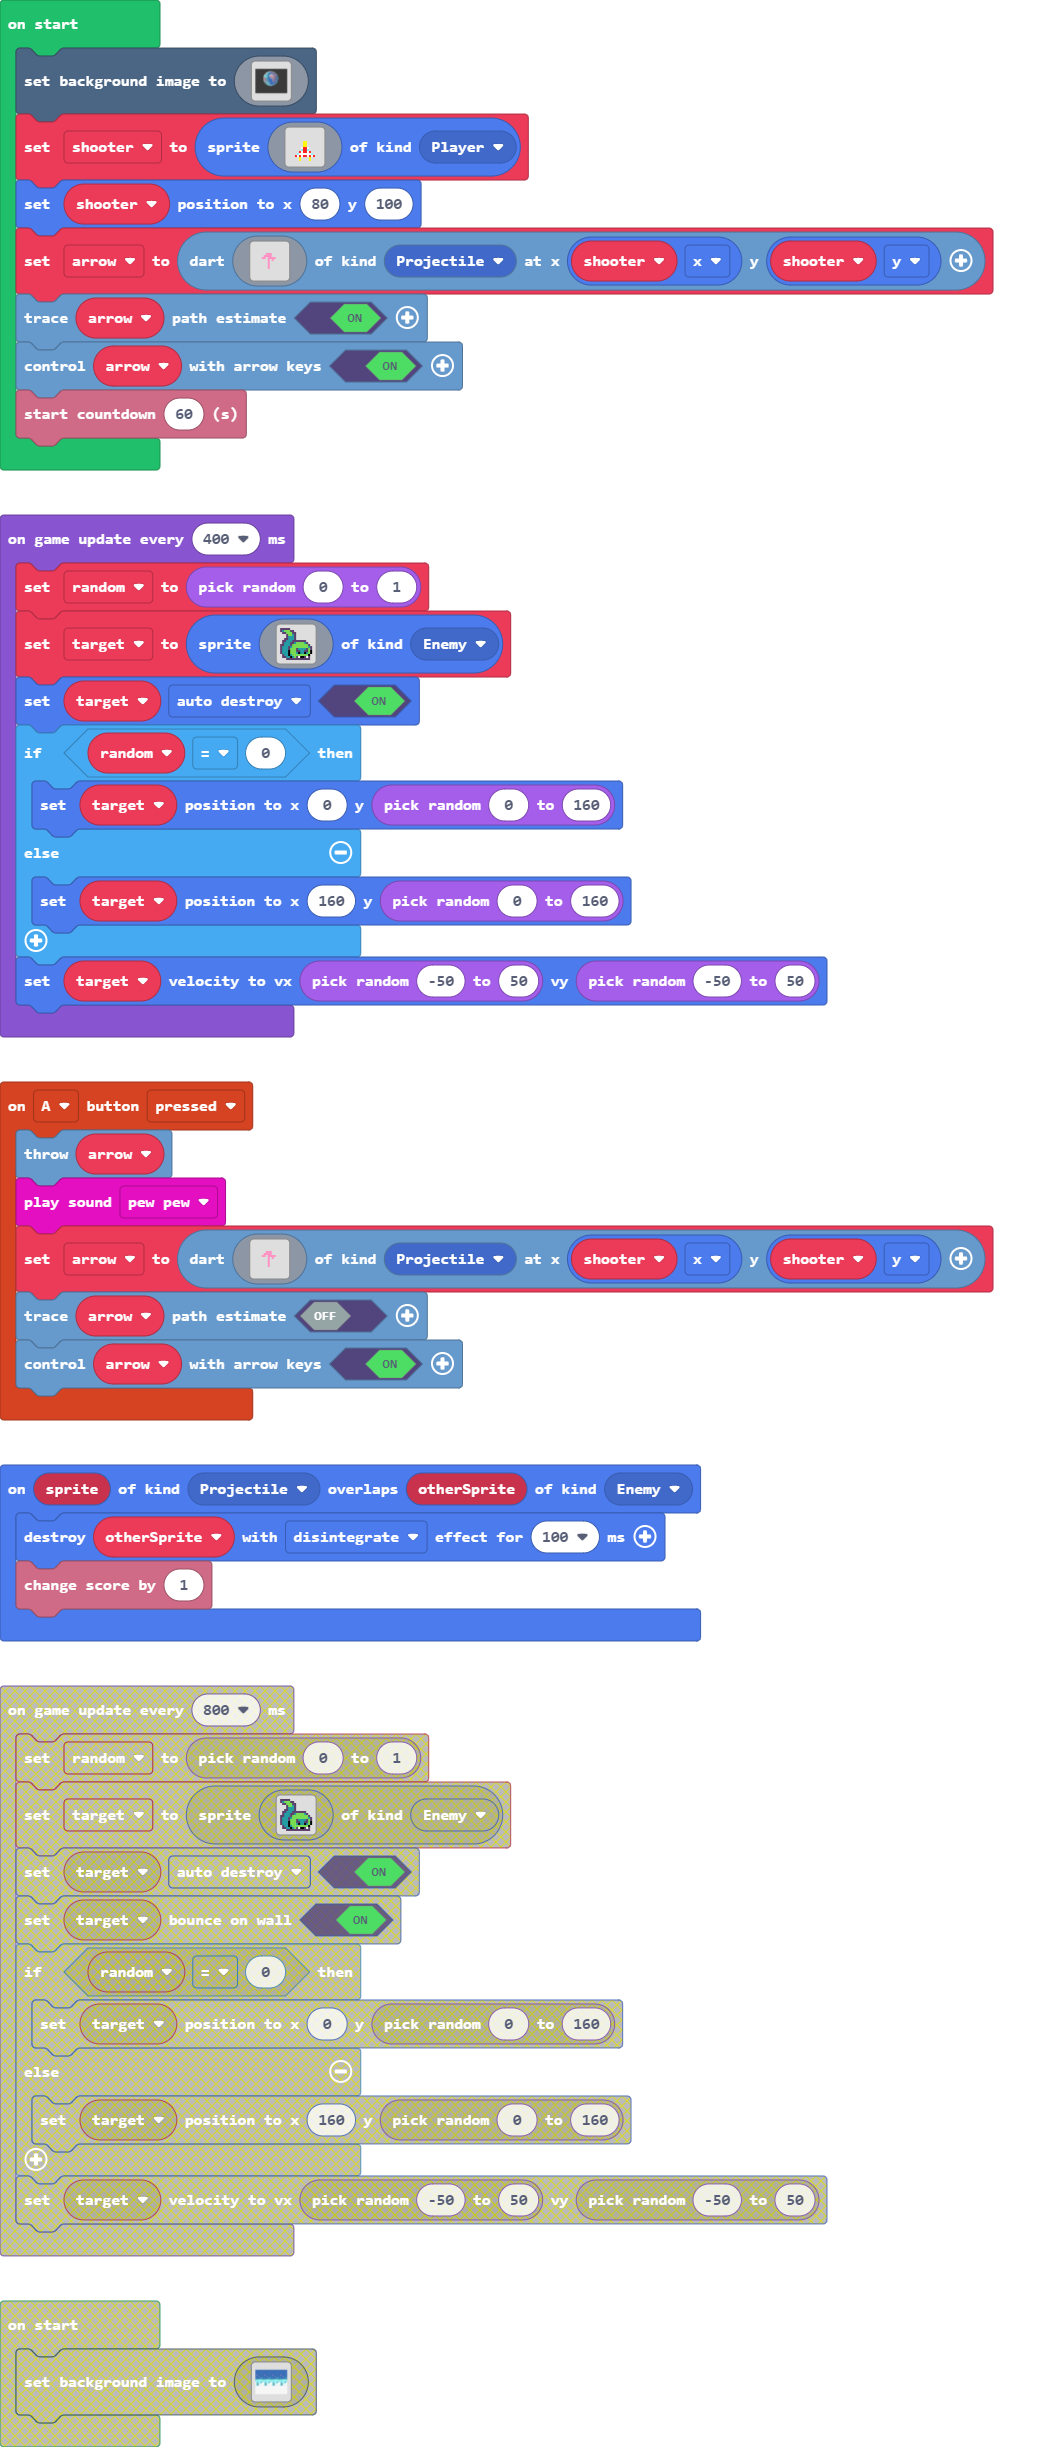 on start
set background image to
set shooter to sprite of kind Player
set shooter position to x 80 y 100
set arrow to dart of kind Projectile at x shooter x y shooter y
trace arrow path estimate ON
control arrow with arrow keys ON
start countdown 60 (s)
on game update every 400 ms
set random to pick random 0 to 1
set target to sprite of kind Enemy
set target auto destroy ON
if random = 0 then
set target position to x 0 y pick random 0 to 160
else
set target position to x 160 y pick random 0 to 160
set target velocity to vx pick random -50 to 50 vy pick random -50 to 50
on A button pressed
throw arrow
play sound pew pew
set arrow to dart of kind Projectile at x shooter x y shooter y
trace arrow path estimate OFF
control arrow with arrow keys ON
on sprite of kind Projectile overlaps otherSprite of kind Enemy
destroy otherSprite with disintegrate effect for 100 ms
change score by 1
on game update every 800 ms
set random to pick random 0 to 1
set target to sprite of kind Enemy
set target auto destroy ON
set target bounce on wall ON
if random = 0 then
set target position to x 0 y pick random 0 to 160
else
set target position to x 160 y pick random 0 to 160
set target velocity to vx pick random -50 to 50 vy pick random -50 to 50
on start
set background image to